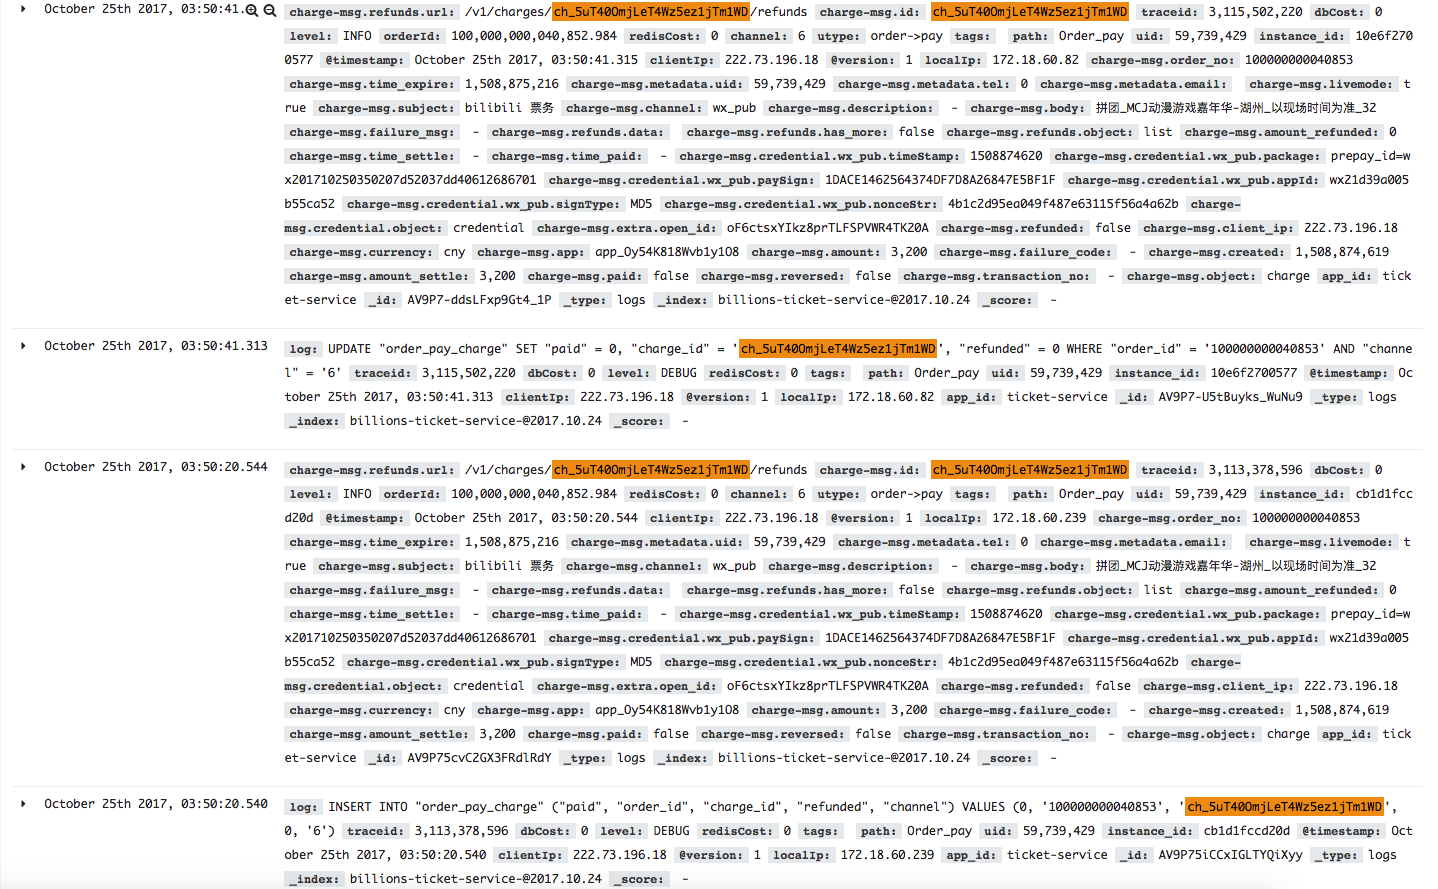 October 25th 2017, 03:50:41. charge-msg.refunds.url: /v1/charges/ch_5uT40OmjLeT4Wz5ez1jTm1WD/refunds charge-msg.id: ch_5uT40OmjLeT4Wz5ez1jTm1WD traceid: 3,115,502,220 dbCost: 0
level: INFO orderId: 100,000,000,040,852.984 redisCost: 0 channel: 6 utype: order->pay tags: path: Order_pay uid: 59,739,429 instance_id: 10e6f270
0577 @timestamp: October 25th 2017, 03:50:41.315 clientIp: 222.73.196.18 @version: 1 localIp: 172.18.60.82 charge-msg.order_no: 100000000040853
charge-msg.time_expire: 1,508,875,216 charge-msg.metadata.uid: 59,739,429 charge-msg.metadata.tel: 0 charge-msg.metadata.email: charge-msg.livemode: t
rue charge-msg.subject: bilibili 票务 charge-msg.channel: wx_pub charge-msg.description: - charge-msg.body: 拼团_MCJ动漫游戏嘉年华-湖州_以现场时间为准_32
charge-msg.failure_msg: - charge-msg.refunds.data: charge-msg.refunds.has_more: false charge-msg.refunds.object: list charge-msg.amount_refunded: 0
charge-msg.time_settle: - charge-msg.time_paid: - charge-msg.credential.wx_pub.timeStamp: 1508874620 charge-msg.credential.wx_pub.package: prepay_id=w
x201710250350207d52037dd40612686701 charge-msg.credential.wx_pub.paySign: 1DACE1462564374DF7D8A26847E5BF1F charge-msg.credential.wx_pub.appId: wx21d39a005
b55ca52 charge-msg.credential.wx_pub.signType: MD5 charge-msg.credential.wx_pub.nonceStr: 4b1c2d95ea049f487e63115f56a4a62b charge-
msg.credential.object: credential charge-msg.extra.open_id: oF6ctsxYIkz8prTLFSPVWR4TK20A charge-msg.refunded: false charge-msg.client_ip: 222.73.196.18
charge-msg.currency: cny charge-msg.app: app_Oy54K818Wvb1y1O8 charge-msg.amount: 3,200 charge-msg.failure_code: - charge-msg.created: 1,508,874,619
charge-msg.amount_settle: 3,200 charge-msg.paid: false charge-msg.reversed: false charge-msg.transaction_no: - charge-msg.object: charge app_id: tick
et-service _id: AV9P7-ddsLFxp9Gt4_1P _type: logs _index: billions-ticket-service-@2017.10.24 _score: -
October 25th 2017, 03:50:41.313 log: UPDATE "order_pay_charge" SET "paid" = 0, "charge_id" = 'ch_5uT40OmjLeT4Wz5ez1jTm1WD', "refunded" = 0 WHERE "order_id" = '100000000040853' AND "channe
l" = '6' traceid: 3,115,502,220 dbCost: 0 level: DEBUG redisCost: 0 tags: path: Order_pay uid: 59,739,429 instance_id: 10e6f2700577 @timestamp: Oc
tober 25th 2017, 03:50:41.313 clientIp: 222.73.196.18 @version: 1 localIp: 172.18.60.82 app_id: ticket-service _id: AV9P7-U5tBuyks_WuNu9 _type: logs
_index: billions-ticket-service-@2017.10.24 _score: -
October 25th 2017, 03:50:20.544 charge-msg.refunds.url: /v1/charges/ch_5uT40OmjLeT4Wz5ez1jTm1WD/refunds charge-msg.id: ch_5uT40OmjLeT4Wz5ez1jTm1WD traceid: 3,113,378,596 dbCost: 0
level: INFO orderId: 100,000,000,040,852.984 redisCost: 0 channel: 6 utype: order->pay tags: path: Order_pay uid: 59,739,429 instance_id: cb1d1fcc
d20d @timestamp: October 25th 2017, 03:50:20.544 clientIp: 222.73.196.18 @version: 1 localIp: 172.18.60.239 charge-msg.order_no: 100000000040853
charge-msg.time_expire: 1,508,875,216 charge-msg.metadata.uid: 59,739,429 charge-msg.metadata.tel: 0 charge-msg.metadata.email: charge-msg.livemode: t
rue charge-msg.subject: bilibili 票务 charge-msg.channel: wx_pub charge-msg.description: - charge-msg.body: 拼团_MCJ动漫游戏嘉年华-湖州_以现场时间为准_32
charge-msg.failure_msg: - charge-msg.refunds.data: charge-msg.refunds.has_more: false charge-msg.refunds.object: list charge-msg.amount_refunded: 0
charge-msg.time_settle: - charge-msg.time_paid: - charge-msg.credential.wx_pub.timeStamp: 1508874620 charge-msg.credential.wx_pub.package: prepay_id=w
x201710250350207d52037dd40612686701 charge-msg.credential.wx_pub.paySign: 1DACE1462564374DF7D8A26847E5BF1F charge-msg.credential.wx_pub.appId: wx21d39a005
b55ca52 charge-msg.credential.wx_pub.signType: MD5 charge-msg.credential.wx_pub.nonceStr: 4b1c2d95ea049f487e63115f56a4a62b charge-
msg.credential.object: credential charge-msg.extra.open_id: oF6ctsxYIkz8prTLFSPVWR4TK20A charge-msg.refunded: false charge-msg.client_ip: 222.73.196.18
charge-msg.currency: cny charge-msg.app: app_Oy54K818Wvb1y1O8 charge-msg.amount: 3,200 charge-msg.failure_code: - charge-msg.created: 1,508,874,619
charge-msg.amount_settle: 3,200 charge-msg.paid: false charge-msg.reversed: false charge-msg.transaction_no: - charge-msg.object: charge app_id: tick
et-service _id: AV9P75cvC2GX3FRdlRdY _type: logs _index: billions-ticket-service-@2017.10.24 _score: -
October 25th 2017, 03:50:20.540 log: INSERT INTO "order_pay_charge" ("paid", "order_id", "charge_id", "refunded", "channel") VALUES (0, '100000000040853', 'ch_5uT40OmjLeT4Wz5ez1jTm1WD',
0, '6') traceid: 3,113,378,596 dbCost: 0 level: DEBUG redisCost: 0 tags: path: Order_pay uid: 59,739,429 instance_id: cb1d1fccd20d @timestamp: Oct
ober 25th 2017, 03:50:20.540 clientIp: 222.73.196.18 @version: 1 localIp: 172.18.60.239 app_id: ticket-service _id: AV9P75iCCxIGLTYQiXyy _type: logs
_index: billions-ticket-service-@2017.10.24 _score: -